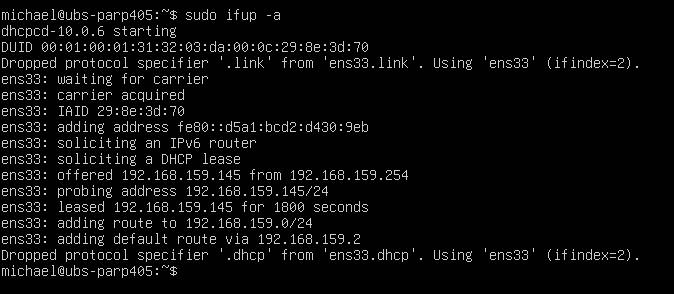 michael@ubs-parp405:~$ sudo ifup -a
dhcpcd-10.0.6 starting
DUID 00:01:00:01:31:32:03:da:00:0c:29:8e:3d:70
Dropped protocol specifier '.link' from 'ens33.link'. Using 'ens33' (ifindex=2).
ens33: waiting for carrier
ens33: carrier acquired
ens33: IAID 29:8e:3d:70
ens33: adding address fe80::d5a1:bcd2:d430:9eb
ens33: soliciting an IPv6 router
ens33: soliciting a DHCP lease
ens33: offered 192.168.159.145 from 192.168.159.254
ens33: probing address 192.168.159.145/24
ens33: leased 192.168.159.145 for 1800 seconds
ens33: adding route to 192.168.159.0/24
ens33: adding default route via 192.168.159.2
Dropped protocol specifier '.dhcp' from 'ens33.dhcp'. Using 'ens33' (ifindex=2).
michael@ubs-parp405:~$